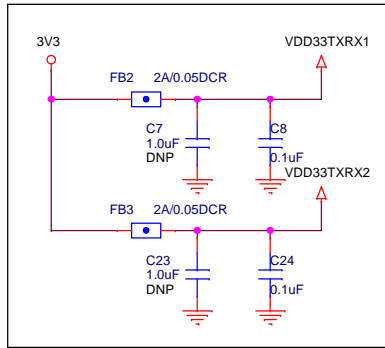 3V3
VDD33TXRX1
FB2 2A/0.05DCR
C7
1.0uF
DNP
C8
0.1uF
VDD33TXRX2
FB3 2A/0.05DCR
C23
1.0uF
DNP
C24
0.1uF